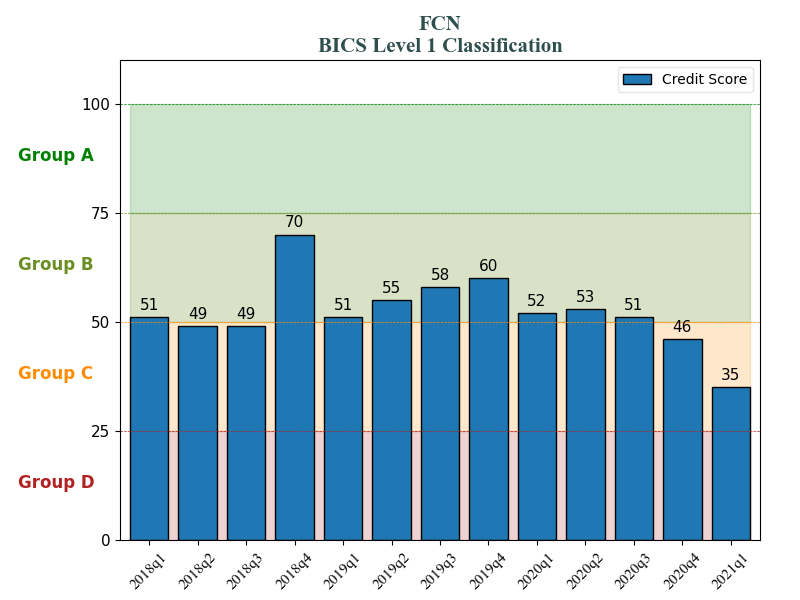 FCN
BICS Level 1 Classification
Credit Score
100
Group A
75
70
Group B
60
58
55
53
52
51
51
51
49
49
50
46
Group C
35
25
Group D
0
2018q1
2018q2
2018q3
2018q4
2019q1
2019q2
2019q3
2019q4
2020q1
2020q2
2020q3
2020q4
2021q1